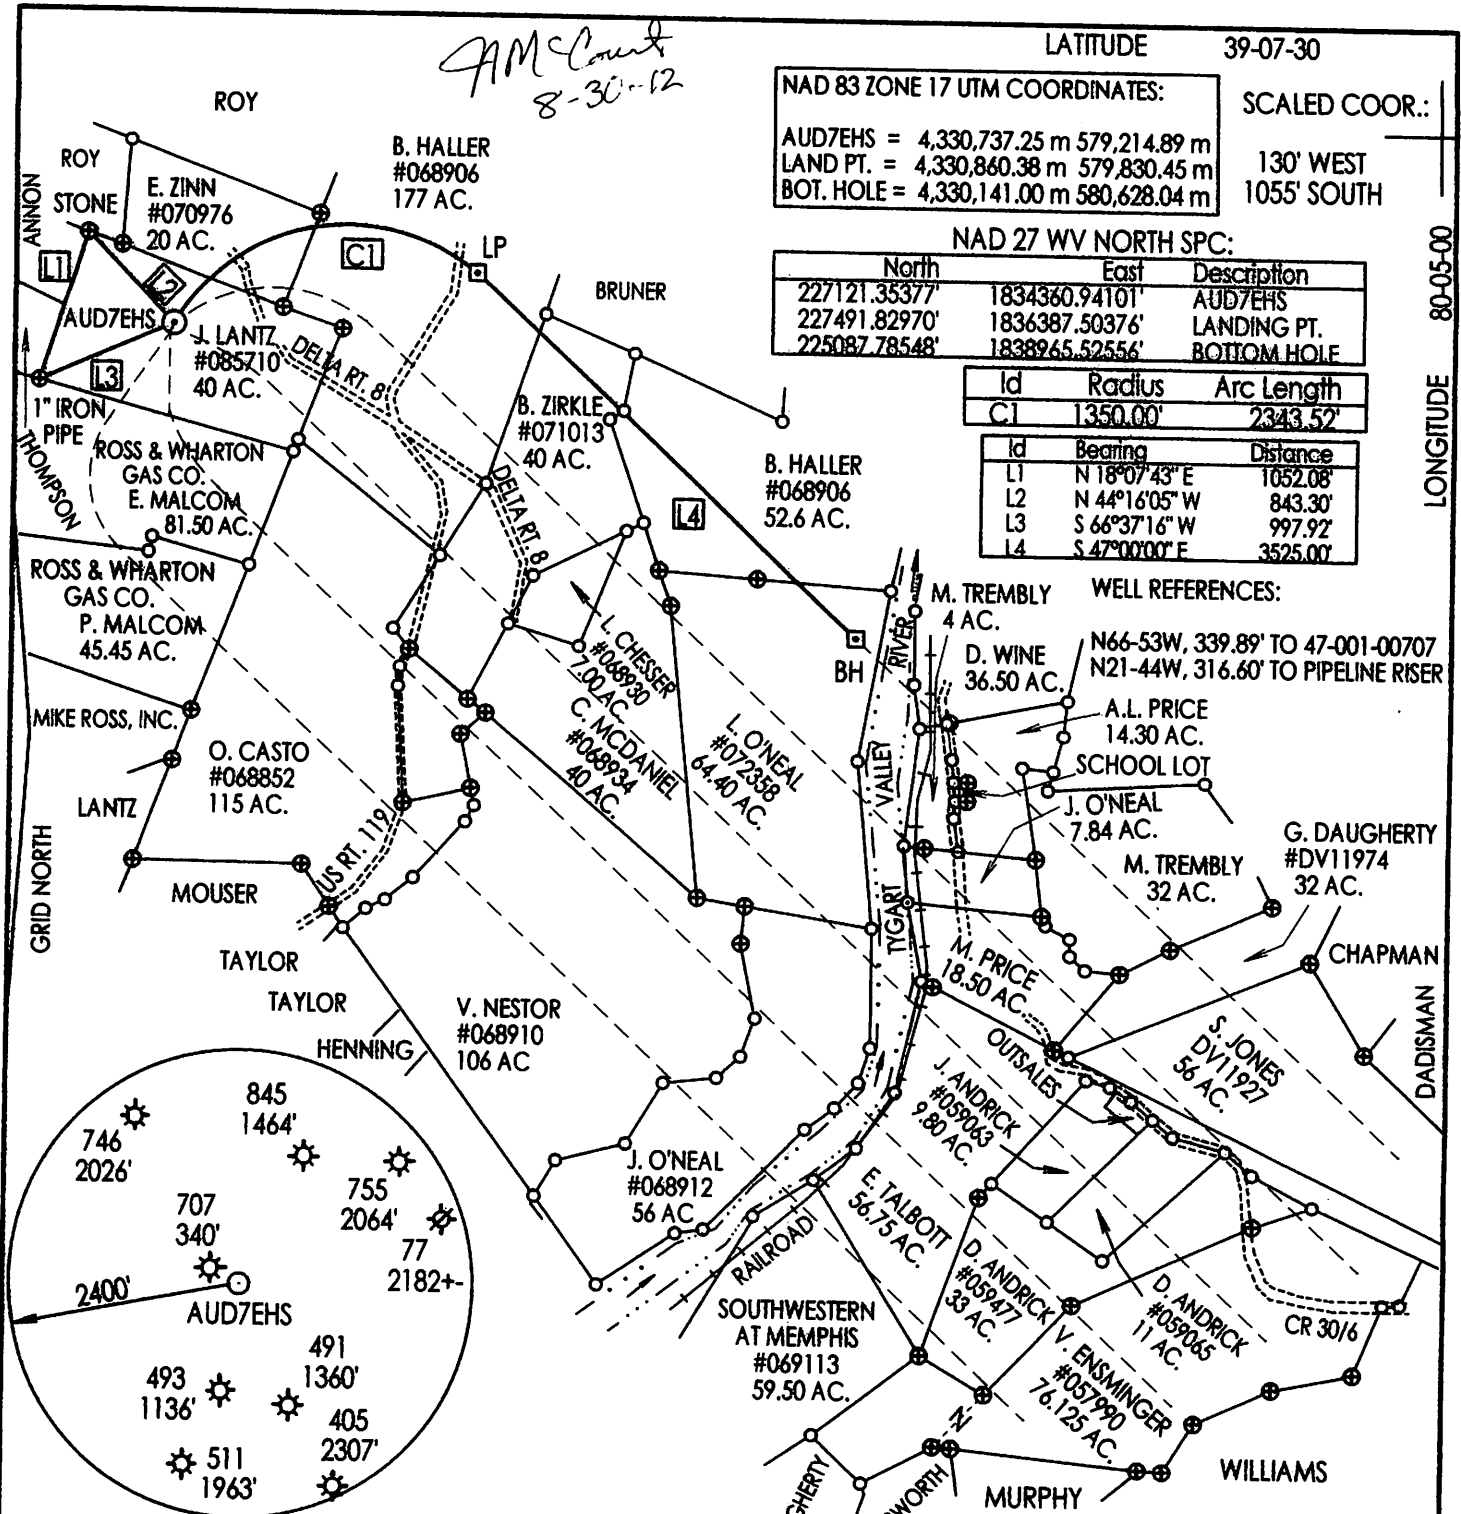 JAMcCourt
8-30-12
LATITUDE 39-07-30
NAD 83 ZONE 17 UTM COORDINATES:
AUD7EHS = 4,330,737.25 m 579,214.89 m
LAND PT. = 4,330,860.38 m 579,830.45 m
BOT. HOLE = 4,330,141.00 m 580,628.04 m
SCALED COOR.:
130' WEST
1055' SOUTH
LONGITUDE 80-05-00
NAD 27 WV NORTH SPC:
North East Description
227121.35377' 1834360.94101' AUD7EHS
227491.82970' 1836387.50376' LANDING PT.
225087.78548' 1838965.52556' BOTTOM HOLE
Id Radius Arc Length
C1 1350.00' 2343.52'
Id Bearing Distance
L1 N 18°07'43" E 1052.08'
L2 N 44°16'05" W 843.30'
L3 S 66°37'16" W 997.92'
L4 S 47°00'00" E 3525.00'
WELL REFERENCES:
N66-53W, 339.89' TO 47-001-00707
N21-44W, 316.60' TO PIPELINE RISER
ROY
ROY
STONE
ANNON
E. ZINN
#070976
20 AC.
B. HALLER
#068906
177 AC.
C1
LP
L1
L2
AUD7EHS
L3
J. LANTZ
#085710
40 AC.
DELTA RT. 8
BRUNER
1" IRON
PIPE
THOMPSON
ROSS & WHARTON
GAS CO.
E. MALCOM
81.50 AC.
B. ZIRKLE
#071013
40 AC.
DELTA RT. 8
L4
B. HALLER
#068906
52.6 AC.
ROSS & WHARTON
GAS CO.
P. MALCOM
45.45 AC.
L. CHESSER
#068930
7.00 AC.
C. MCDANIEL
#068934
40 AC.
L. O'NEAL
#072358
64.40 AC.
BH
TYGART VALLEY RIVER
M. TREMBLY
4 AC.
D. WINE
36.50 AC.
A.L. PRICE
14.30 AC.
SCHOOL LOT
J. O'NEAL
7.84 AC.
M. TREMBLY
32 AC.
G. DAUGHERTY
#DV11974
32 AC.
CHAPMAN
DADISMAN
MIKE ROSS, INC.
O. CASTO
#068852
115 AC.
LANTZ
GRID NORTH
MOUSER
US RT. 119
TAYLOR
TAYLOR
HENNING
V. NESTOR
#068910
106 AC
M. PRICE
18.50 AC.
OUTSALES
S. JONES
DV11927
56 AC.
J. ANDRICK
#059063
9.80 AC.
J. O'NEAL
#068912
56 AC
E. TALBOTT
56.75 AC.
RAILROAD
D. ANDRICK
#059477
33 AC.
D. ANDRICK
#059065
11 AC.
CR 30/6
SOUTHWESTERN
AT MEMPHIS
#069113
59.50 AC.
V. ENSMINGER
#057990
76.125 AC.
WILLIAMS
MURPHY
GHERTY
SWORTH
N
845
1464'
746
2026'
755
2064'
707
340'
77
2182+-
2400'
AUD7EHS
491
1360'
493
1136'
405
2307'
511
1963'